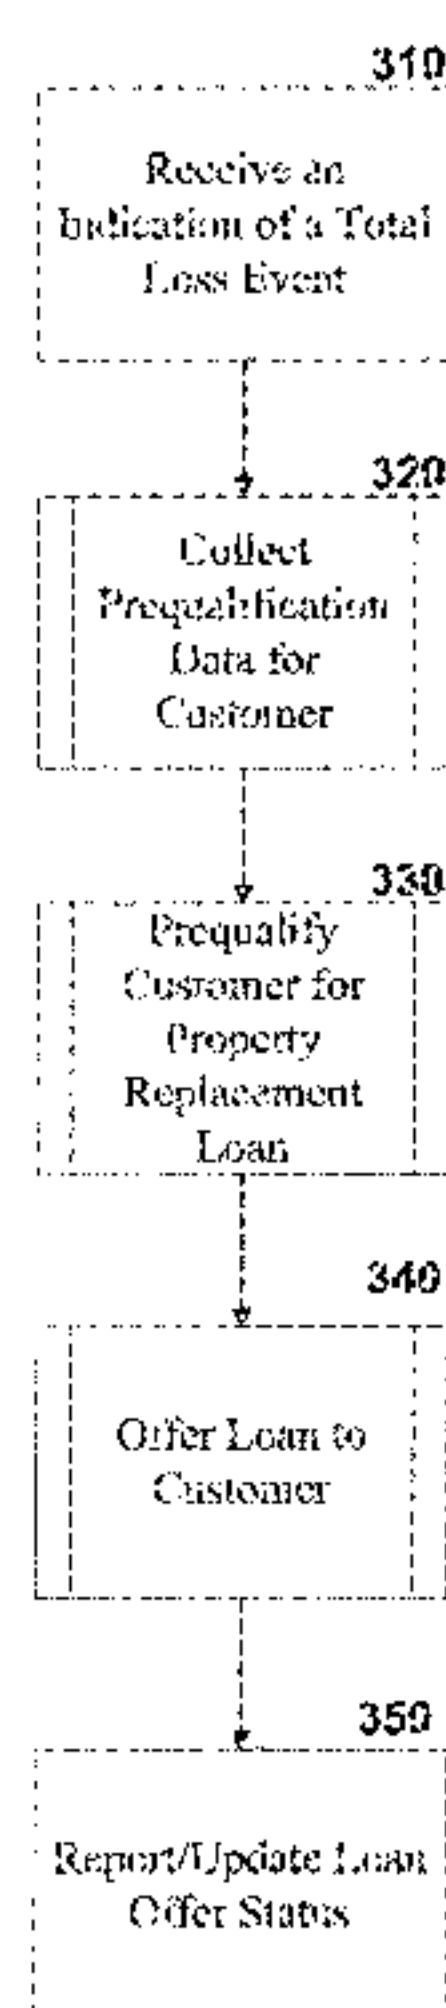 310
Receive an
Indication of a Total
Loss Event
320
Collect
Prequalification
Data for
Customer
330
Prequalify
Customer for
Property
Replacement
Loan
340
Offer Loan to
Customer
350
Report/Update Loan
Offer Status